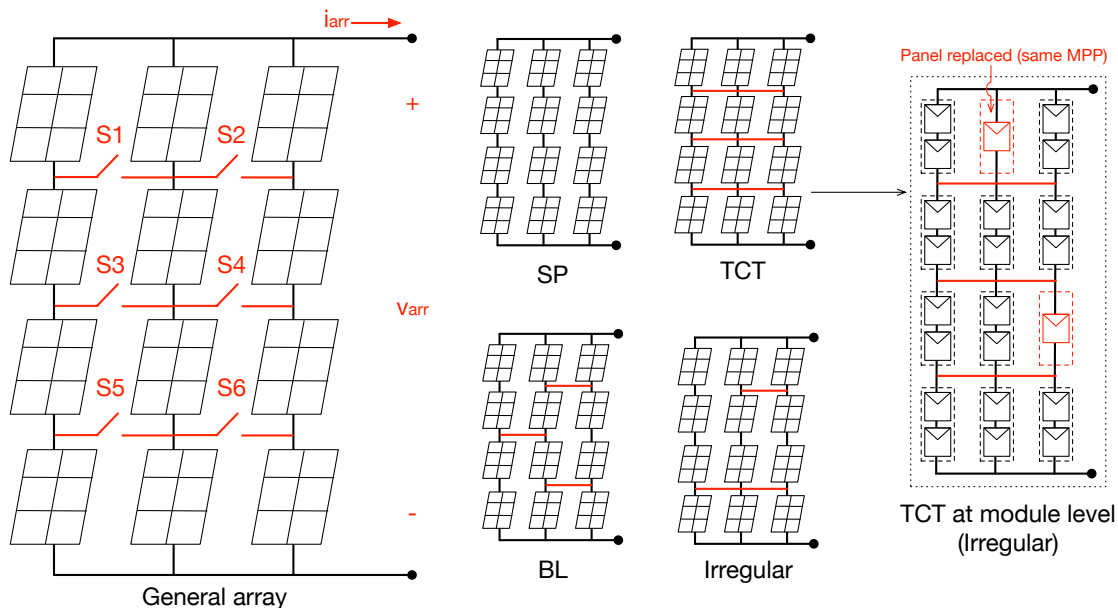 iarr
+
S1
S2
S3
S4
varr
S5
S6
-
General array
SP
TCT
BL
Irregular
Panel replaced (same MPP)
TCT at module level
(Irregular)